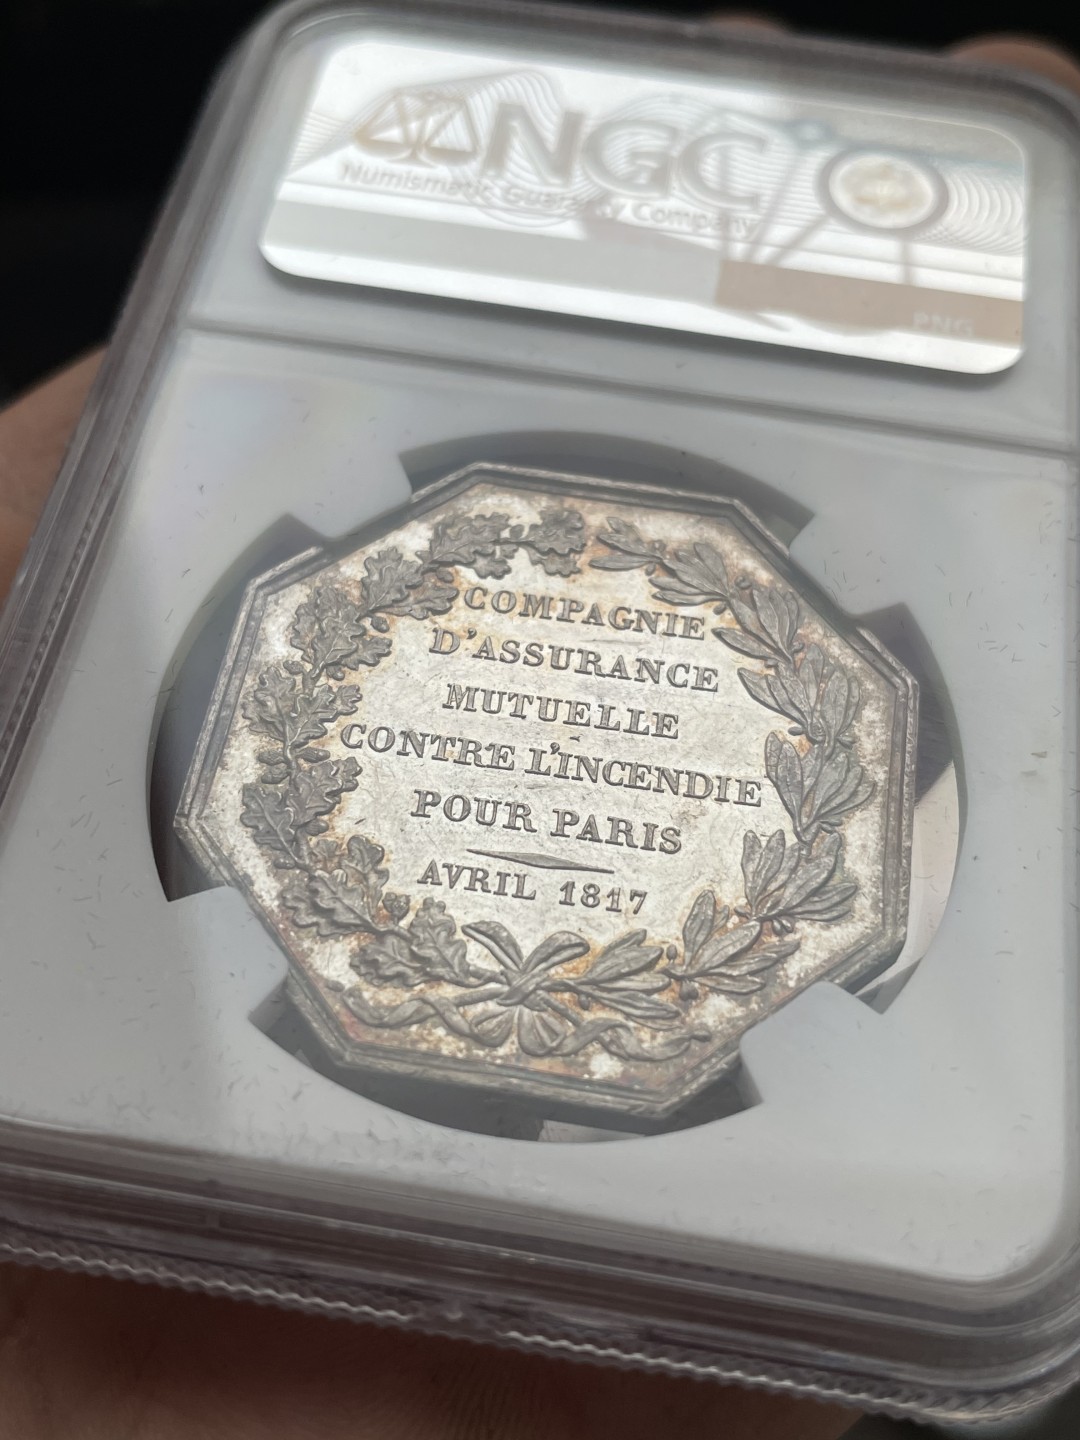 NGC
Numismatic Guaranty Company
PNG
COMPAGNIE
D'ASSURANCE
MUTUELLE
CONTRE L'INCENDIE
POUR PARIS
AVRIL 1817